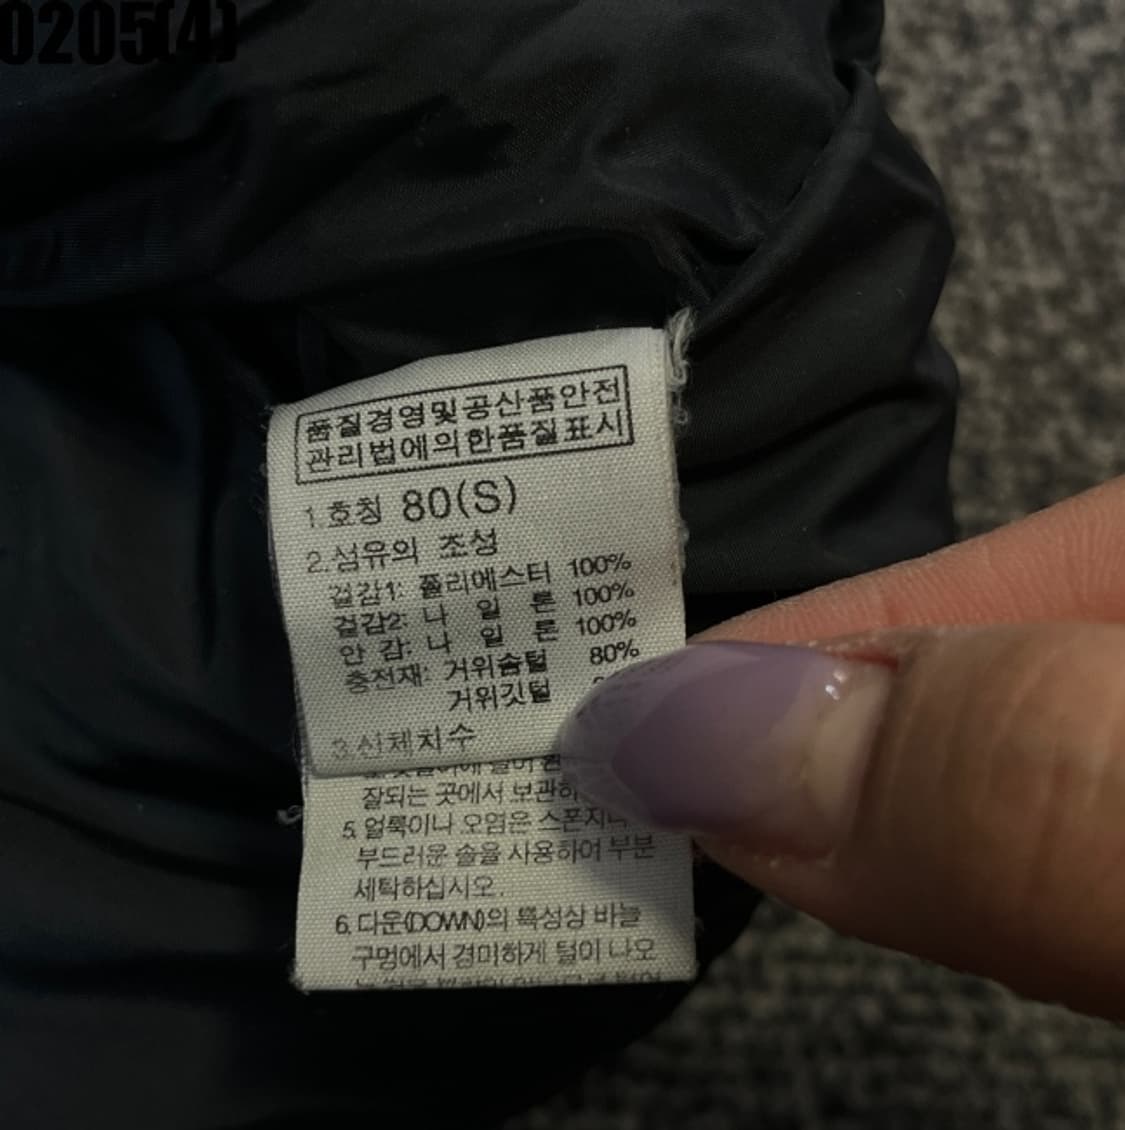 0205(4)
품질경영및공산품안전
관리법에의한품질표시
1.호칭 80(S)
2.섬유의 조성
겉감1: 폴리에스터 100%
겉감2: 나 일 론 100%
안 감: 나 일 론 100%
충전재: 거위솜털 80%
거위깃털
3.신체치수
잘되는 곳에서 보관하
5. 얼룩이나 오염은 스폰지나
부드러운 솔을 사용하여 부분
세탁하십시오.
6. 다운(DOWN)의 특성상 바늘
구멍에서 경미하게 털이 나오